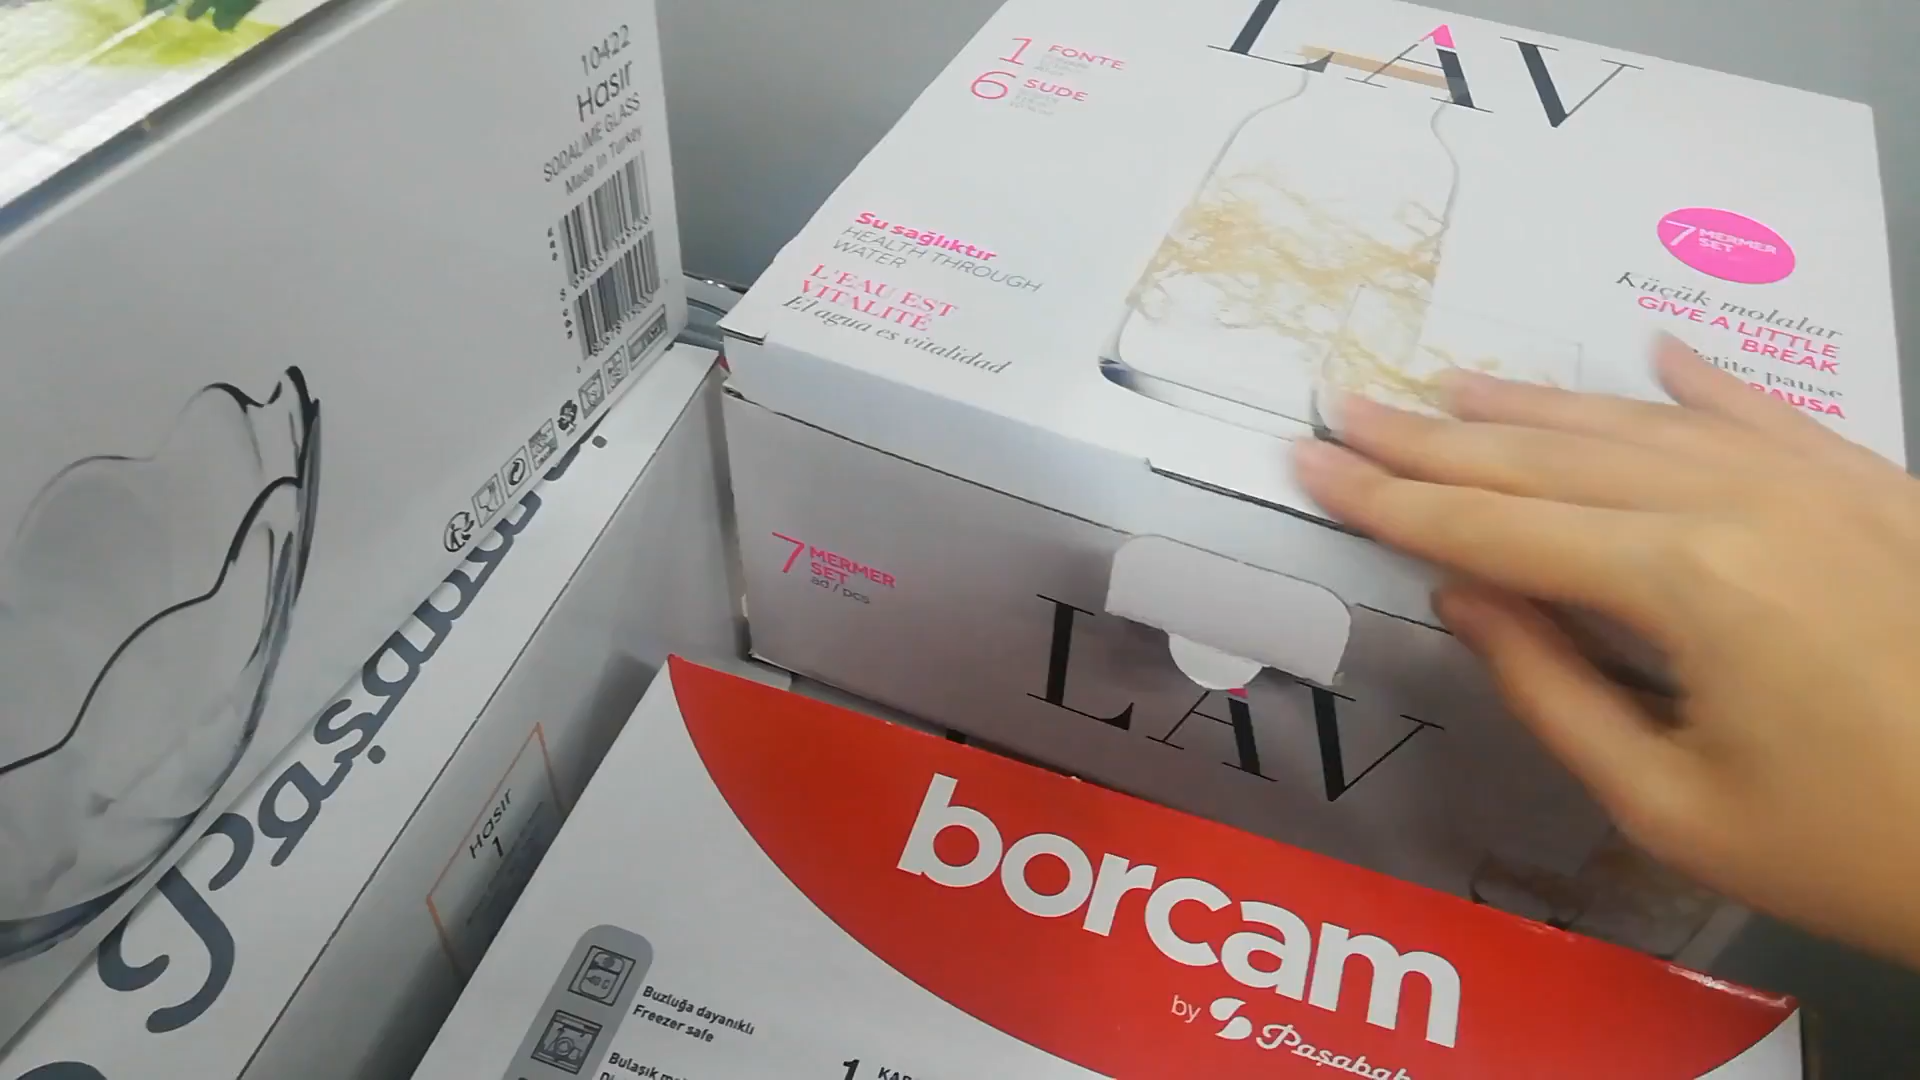 10422
Hasır
SODALIME GLASS
Made in Turkey
Paşabahçe
Hasır
1
LAV
1 FONTE
6 SUDE
Su sağlıktır
HEALTH THROUGH
WATER
L'EAU EST
VITALITÉ
El agua es vitalidad
7 MERMER
SET
Küçük molalar
GIVE A LITTLE
BREAK
pause
PAUSA
7 MERMER
SET
ad / pcs
LAV
borcam
by Paşabah
Buzluğa dayanıklı
Freezer safe
Bulaşık
1